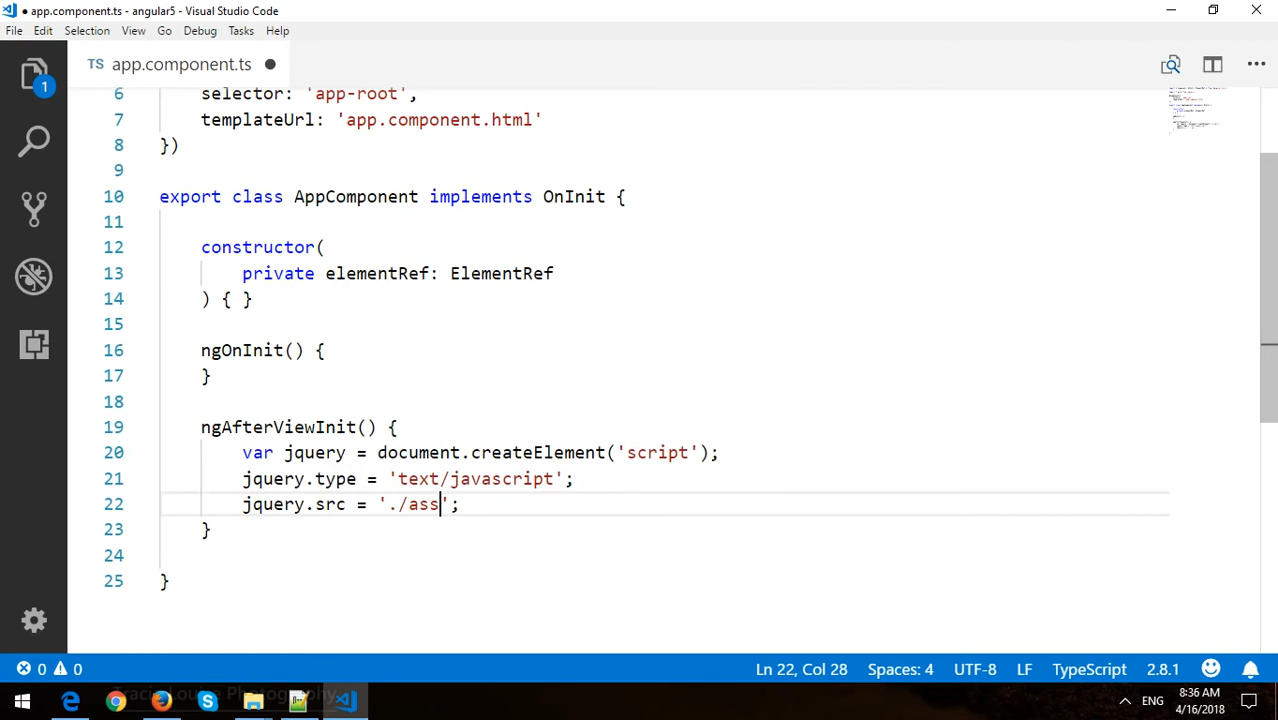 ● app.component.ts - angular5 - Visual Studio Code
File Edit Selection View Go Debug Tasks Help
1
TS app.component.ts ●
6 selector: 'app-root',
7 templateUrl: 'app.component.html'
8 })
9
10 export class AppComponent implements OnInit {
11
12 constructor(
13 private elementRef: ElementRef
14 ) { }
15
16 ngOnInit() {
17 }
18
19 ngAfterViewInit() {
20 var jquery = document.createElement('script');
21 jquery.type = 'text/javascript';
22 jquery.src = './ass';
23 }
24
25 }
0 0 Ln 22, Col 28 Spaces: 4 UTF-8 LF TypeScript 2.8.1
Tracie Louise Photography
ENG
8:36 AM
4/16/2018